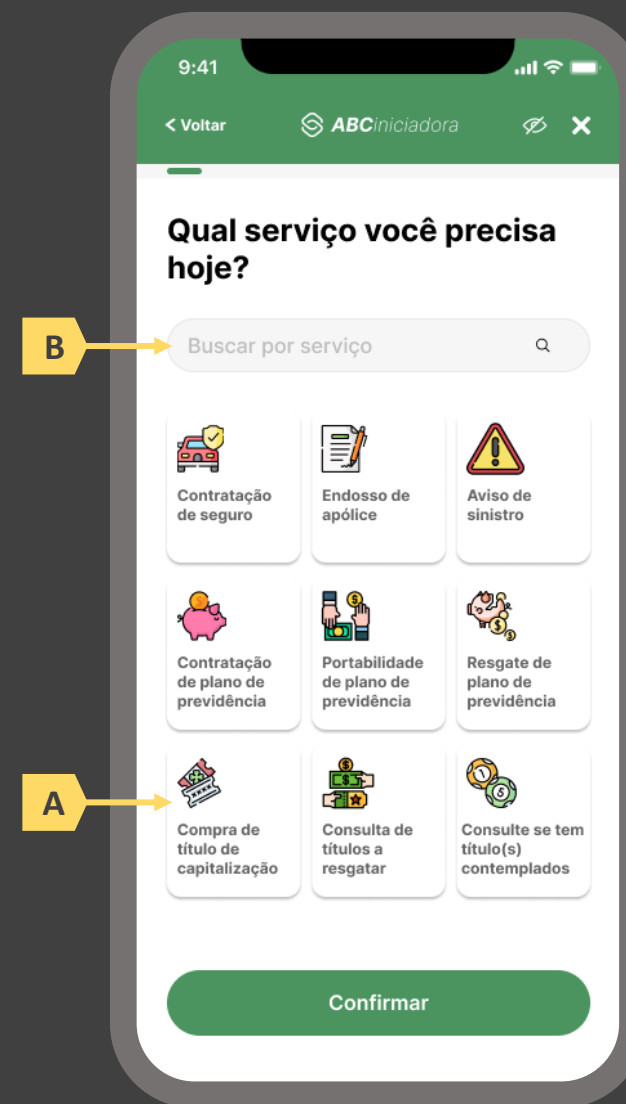 9:41
< Voltar
ABCiniciadora
Qual serviço você precisa
hoje?
B
Buscar por serviço
Contratação
de seguro
Endosso de
apólice
Aviso de
sinistro
Contratação
de plano de
previdência
Portabilidade
de plano de
previdência
Resgate de
plano de
previdência
A
Compra de
título de
capitalização
Consulta de
títulos a
resgatar
Consulte se tem
título(s)
contemplados
Confirmar